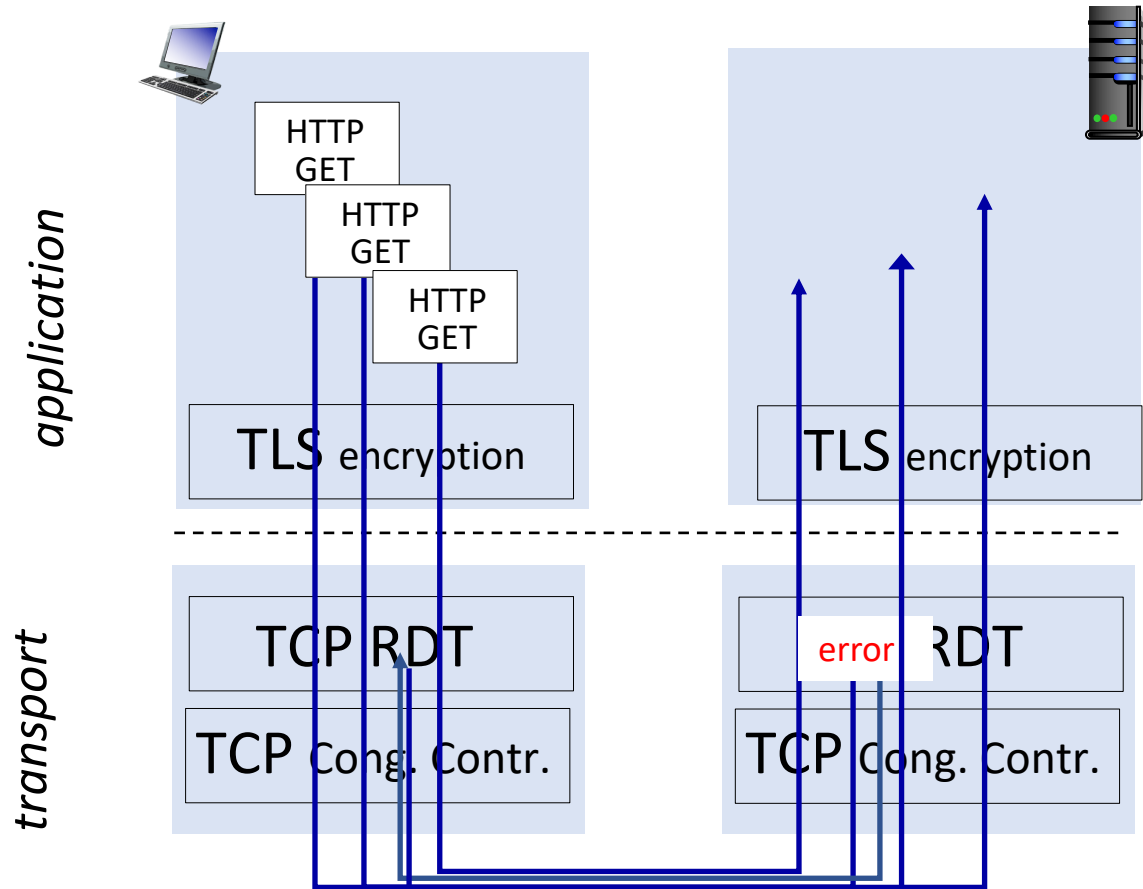 application
HTTP
GET
HTTP
GET
HTTP
GET
TLS encryption
TLS encryption
transport
TCP RDT
error RDT
TCP Cong. Contr.
TCP Cong. Contr.